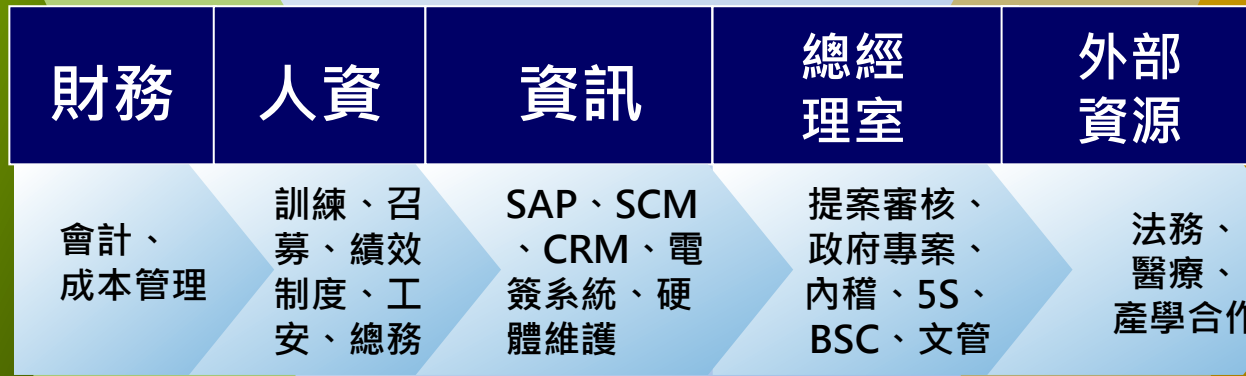 財務
人資
資訊
總經
理室
外部
資源
會計、
成本管理
訓練、召
募、績效
制度、工
安、總務
SAP、SCM
、CRM、電
簽系統、硬
體維護
提案審核、
政府專案、
內稽、5S、
BSC、文管
法務、
醫療、
產學合作